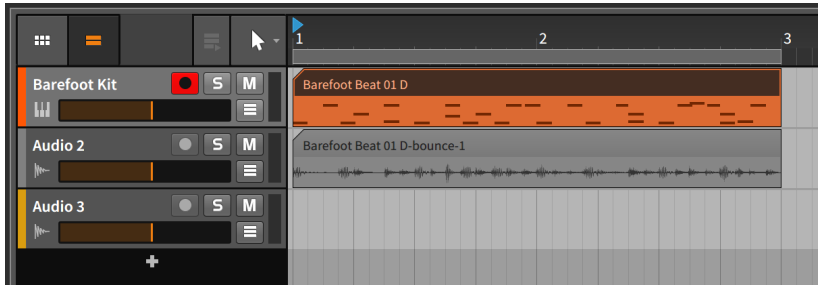 1 2 3
Barefoot Kit S M
Barefoot Beat 01 D
Audio 2 S M
Barefoot Beat 01 D-bounce-1
Audio 3 S M